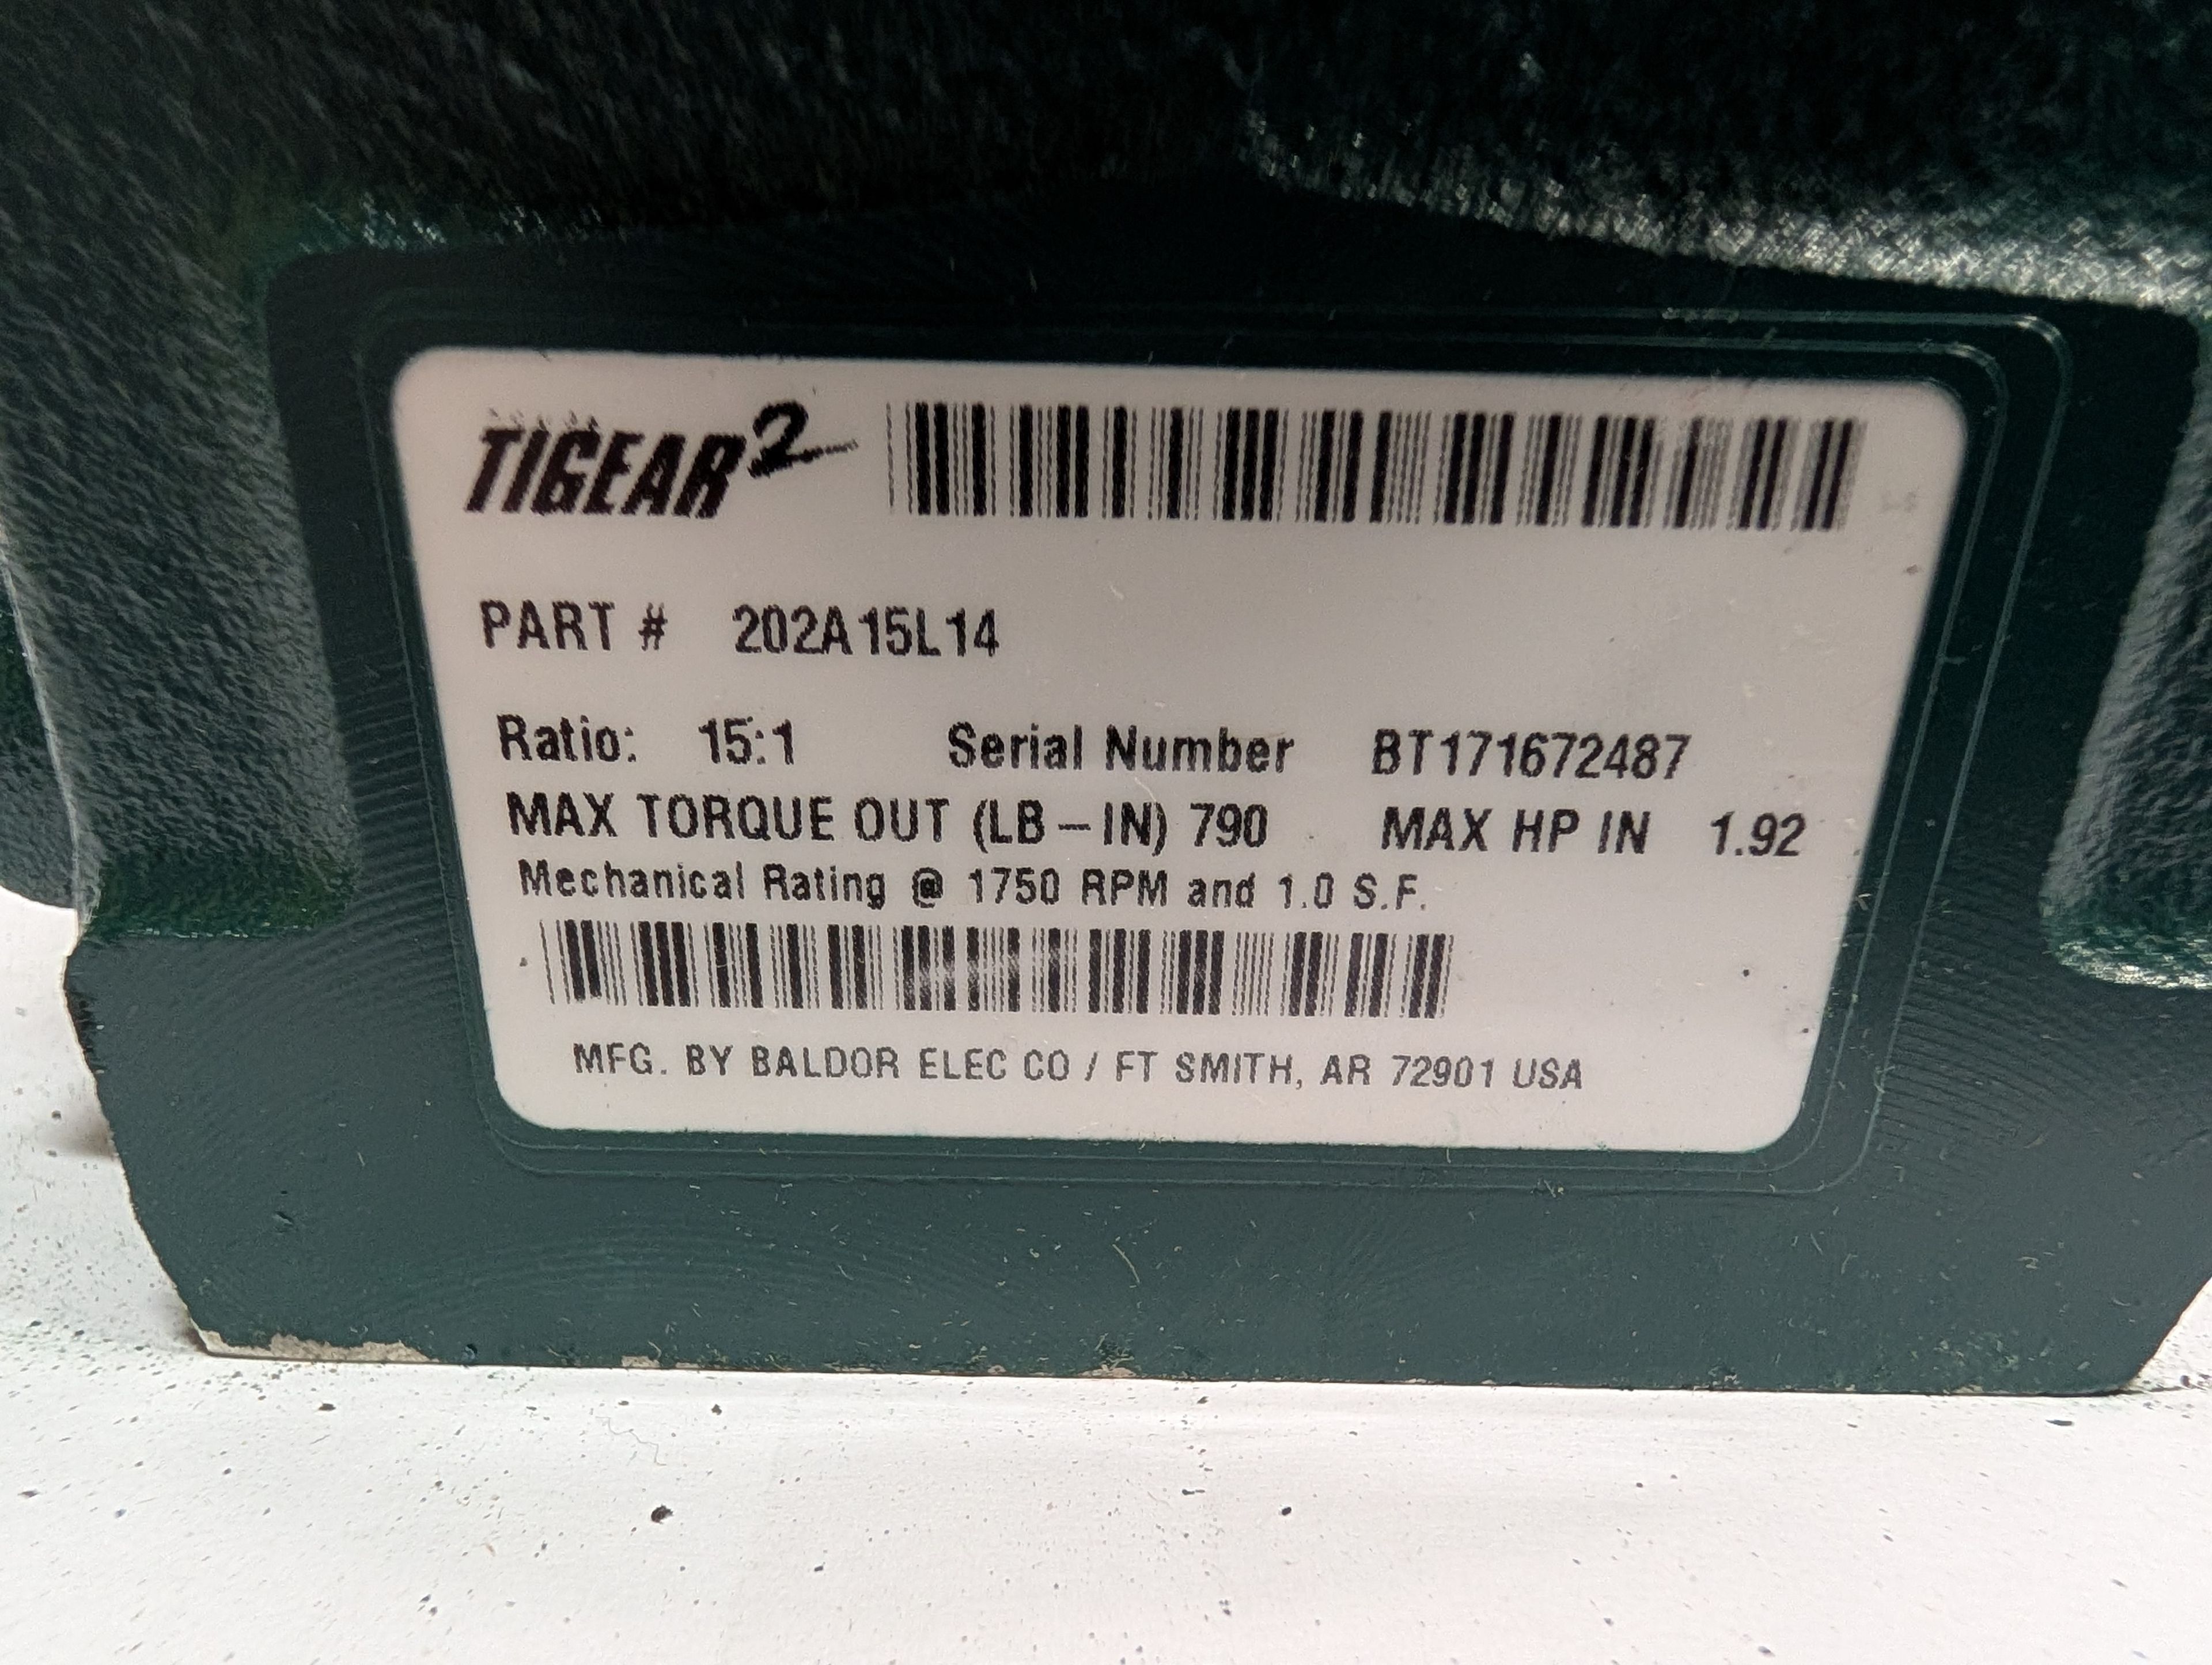 TIGEAR2
PART # 202A15L14
Ratio: 15:1 Serial Number BT171672487
MAX TORQUE OUT (LB – IN) 790 MAX HP IN 1.92
Mechanical Rating @ 1750 RPM and 1.0 S.F.
MFG. BY BALDOR ELEC CO / FT SMITH, AR 72901 USA